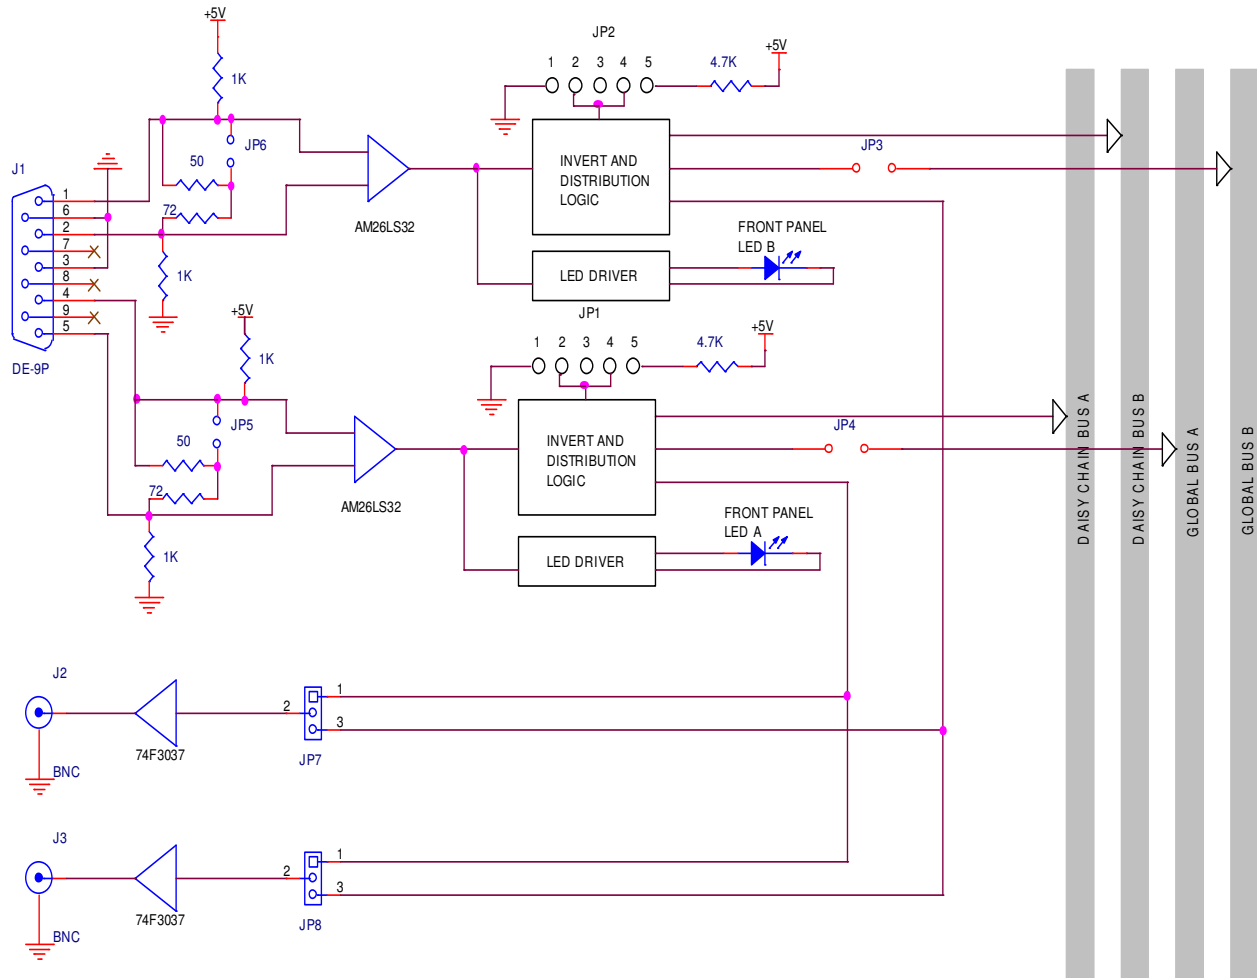 +5V
1K
JP6
50
72
1K
J1
1
6
2
7
3
8
4
9
5
DE-9P
AM26LS32
JP2
1 2 3 4 5
4.7K
+5V
INVERT AND
DISTRIBUTION
LOGIC
JP3
LED DRIVER
FRONT PANEL
LED B
+5V
1K
JP5
50
72
1K
AM26LS32
JP1
1 2 3 4 5
4.7K
+5V
INVERT AND
DISTRIBUTION
LOGIC
JP4
LED DRIVER
FRONT PANEL
LED A
DAISY CHAIN BUS A
DAISY CHAIN BUS B
GLOBAL BUS A
GLOBAL BUS B
J2
BNC
74F3037
2
1
3
JP7
J3
BNC
74F3037
2
1
3
JP8